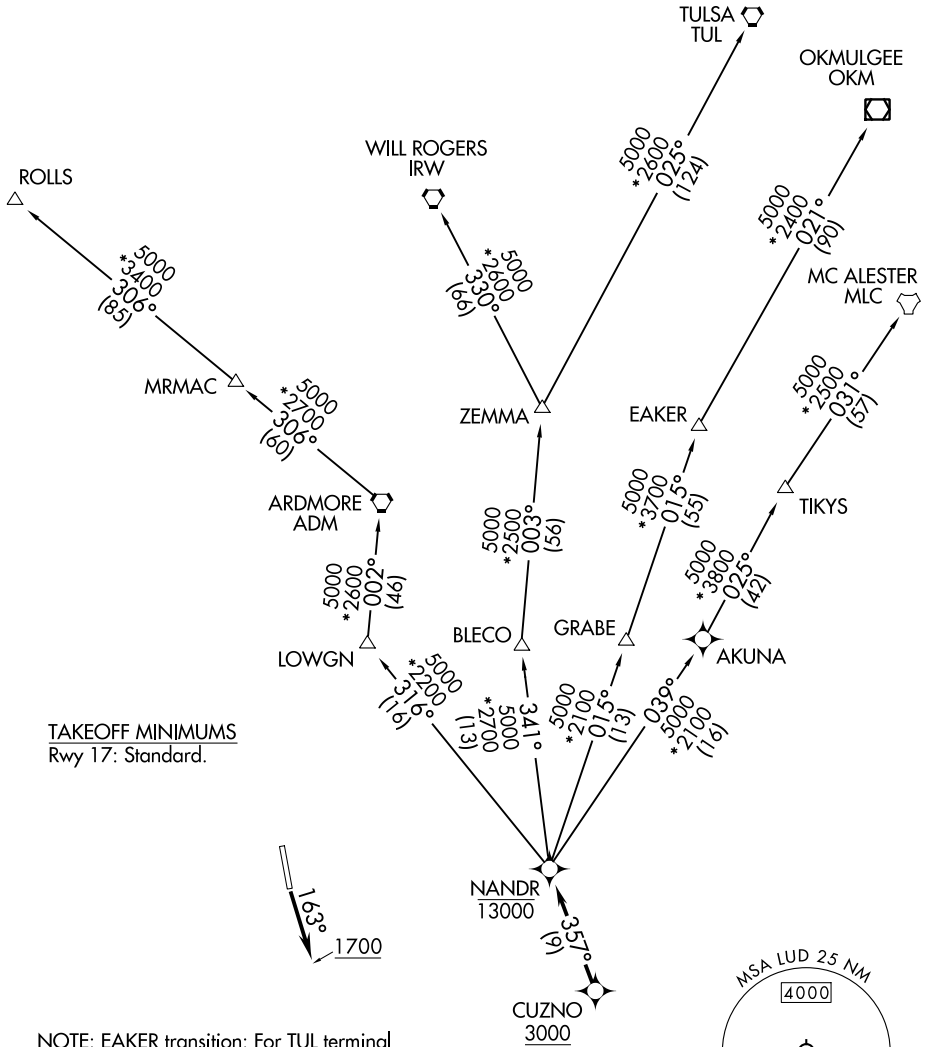 TULSA
TUL
OKMULGEE
OKM
WILL ROGERS
IRW
ROLLS
5000
*2600
025°
(124)
5000
*2400
021°
(90)
5000
*3400
306°
(85)
5000
*2600
330°
(66)
MC ALESTER
MLC
MRMAC
5000
*2700
306°
(60)
ZEMMA
EAKER
5000
*2500
031°
(57)
ARDMORE
ADM
5000
*2500
003°
(56)
5000
*3700
015°
(55)
TIKYS
5000
*2600
002°
(46)
5000
*3800
025°
(42)
LOWGN
BLECO
GRABE
AKUNA
5000
*2200
316°
(16)
341°
5000
*2700
(13)
5000
*2100
015°
(13)
039°
5000
*2100
(16)
TAKEOFF MINIMUMS
Rwy 17: Standard.
NANDR
13000
163°
1700
357°
(9)
CUZNO
3000
MSA LUD 25 NM
4000
NOTE: EAKER transition: For TUL terminal